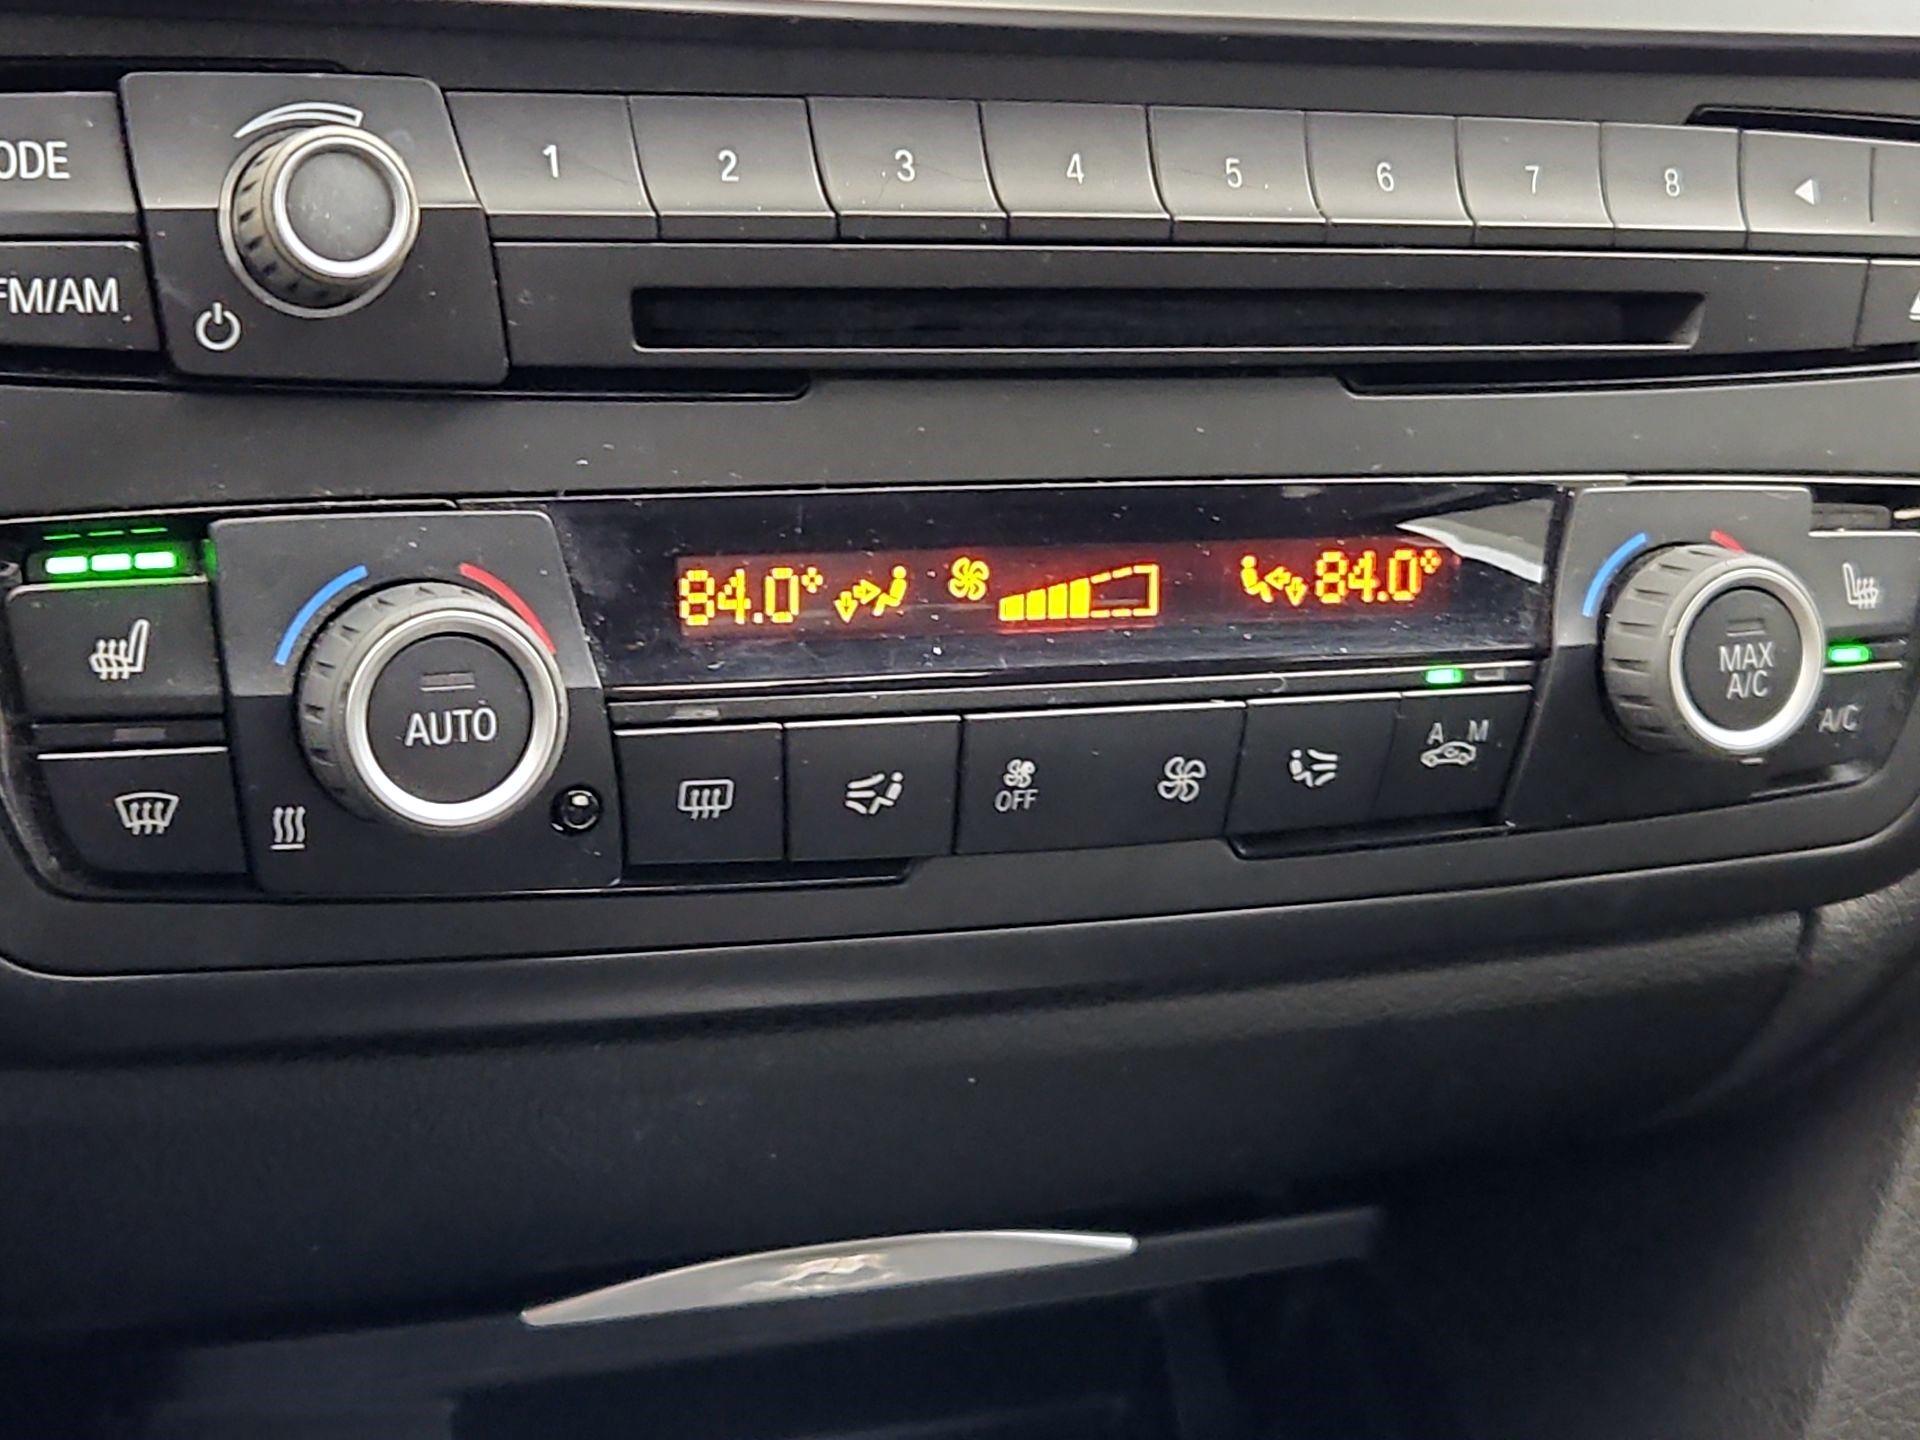 ODE
1 2 3 4 5 6 7 8
FM/AM
84.0° 84.0°
AUTO
MAX
A/C
A M
A/C
OFF